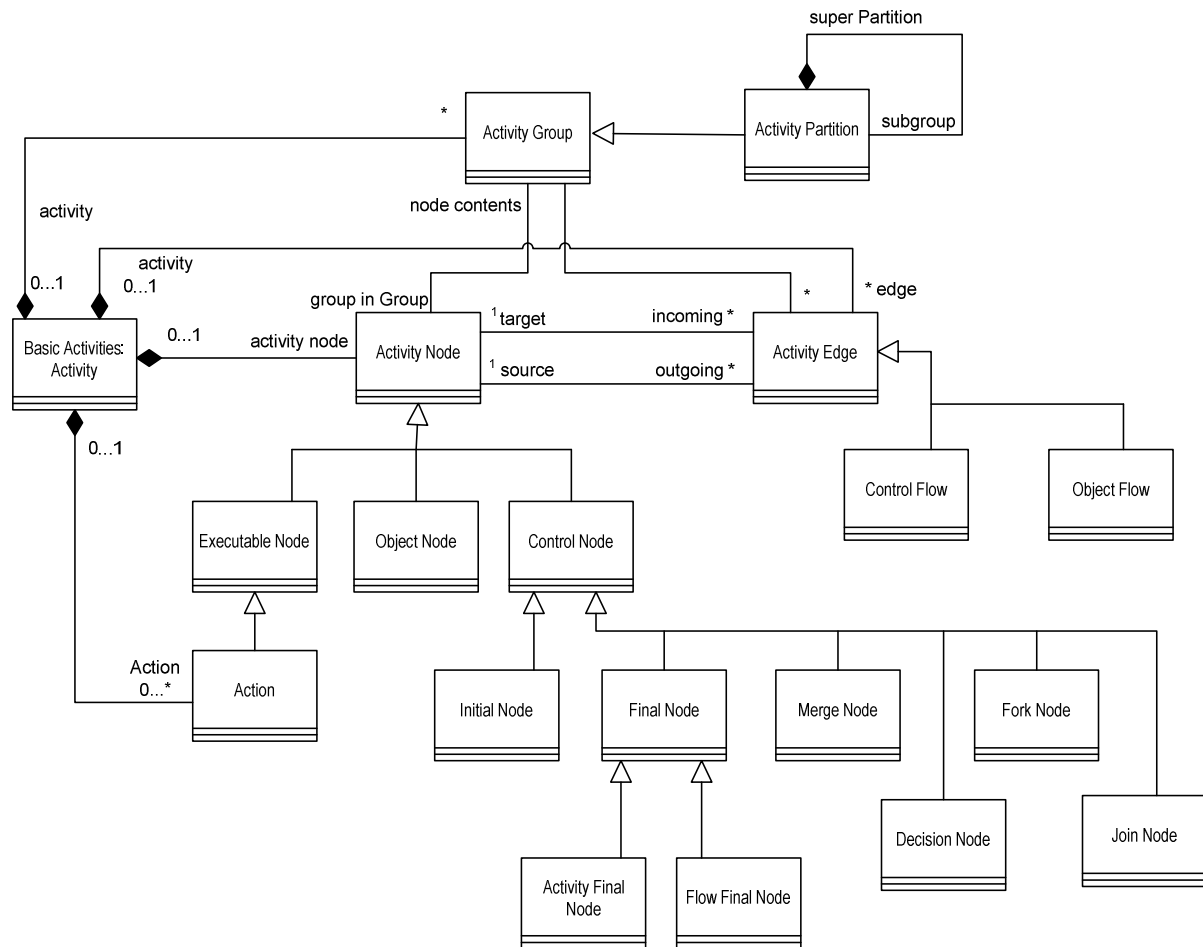 super Partition
*
Activity Group
Activity Partition
subgroup
node contents
activity
activity
0...1
0...1
group in Group
*
* edge
Basic Activities:
Activity
0...1
activity node
Activity Node
1 target
incoming *
Activity Edge
1 source
outgoing *
0...1
Control Flow
Object Flow
Executable Node
Object Node
Control Node
Action
0...*
Action
Initial Node
Final Node
Merge Node
Fork Node
Decision Node
Join Node
Activity Final
Node
Flow Final Node